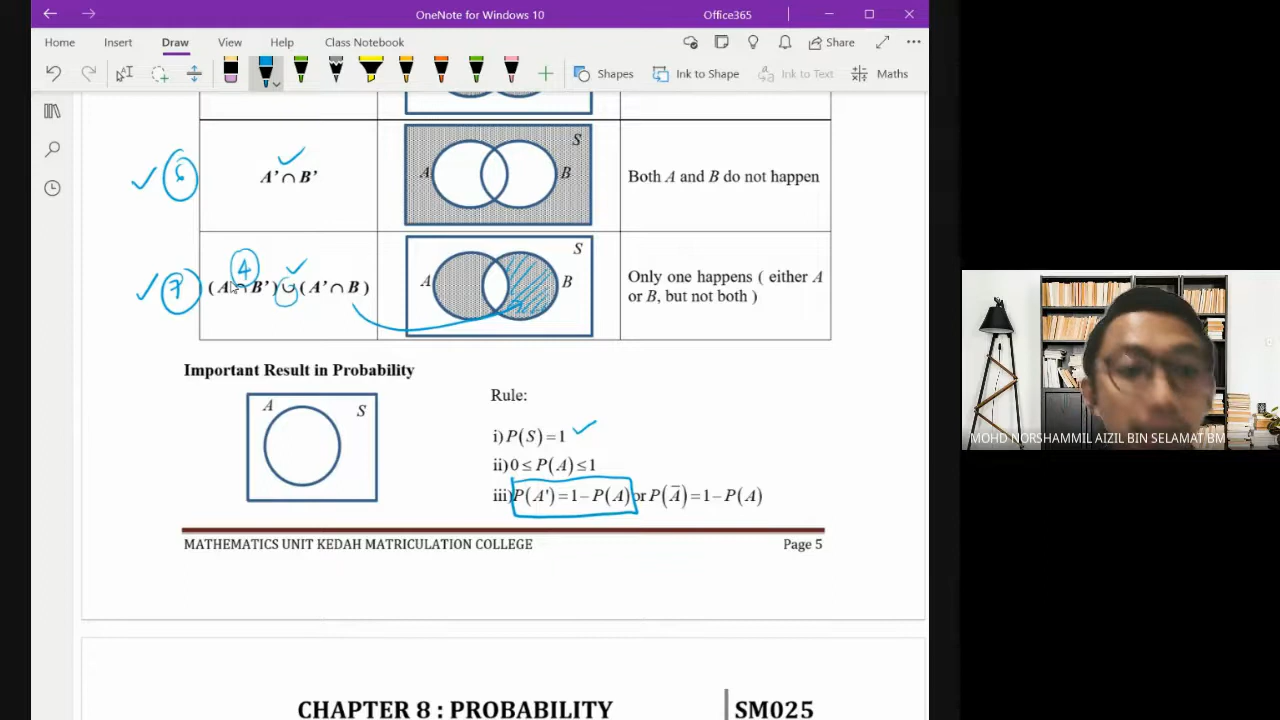 OneNote for Windows 10
Office365
Home
Insert
Draw
View
Help
Class Notebook
Share
Shapes
Ink to Shape
Ink to Text
Maths
6
A’∩B’
A
S
B
Both A and B do not happen
7
4
(A∩B’)∪(A’∩B)
A
S
B
Only one happens ( either A
or B, but not both )
Important Result in Probability
A
S
Rule:
i) P(S)=1
ii) 0 ≤ P(A) ≤ 1
iii) P(A')=1−P(A) or P(A̅)=1−P(A)
MATHEMATICS UNIT KEDAH MATRICULATION COLLEGE
Page 5
CHAPTER 8 : PROBABILITY
SM025
MOHD NORSHAMMIL AIZIL BIN SELAMAT BM